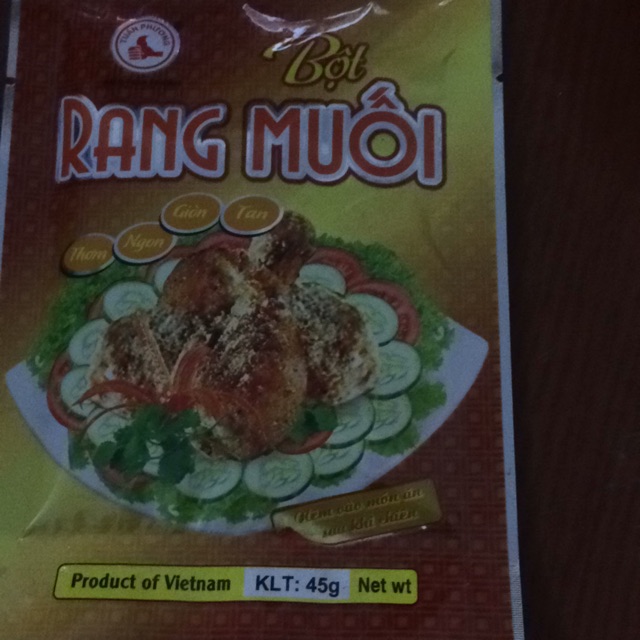 Bột
RANG MUỐI
Thơm Ngon Giòn Tan
Product of Vietnam KLT: 45g Net wt